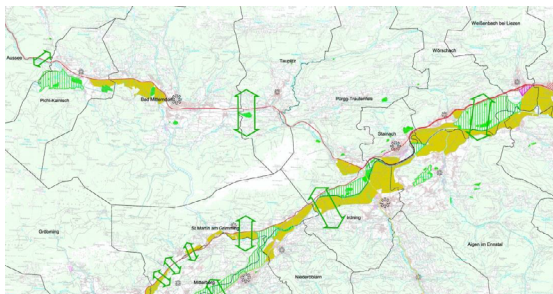 Weißenbach bei Liezen
Wörschach
Aussee
Tauplitz
Pürgg-Trautenfels
Pichl-Kainisch
Bad Mitterndorf
Stainach
St.Martin am Grimming
Irdning
Gröbming
Aigen im Ennstal
Niederöblarn
Mitterberg